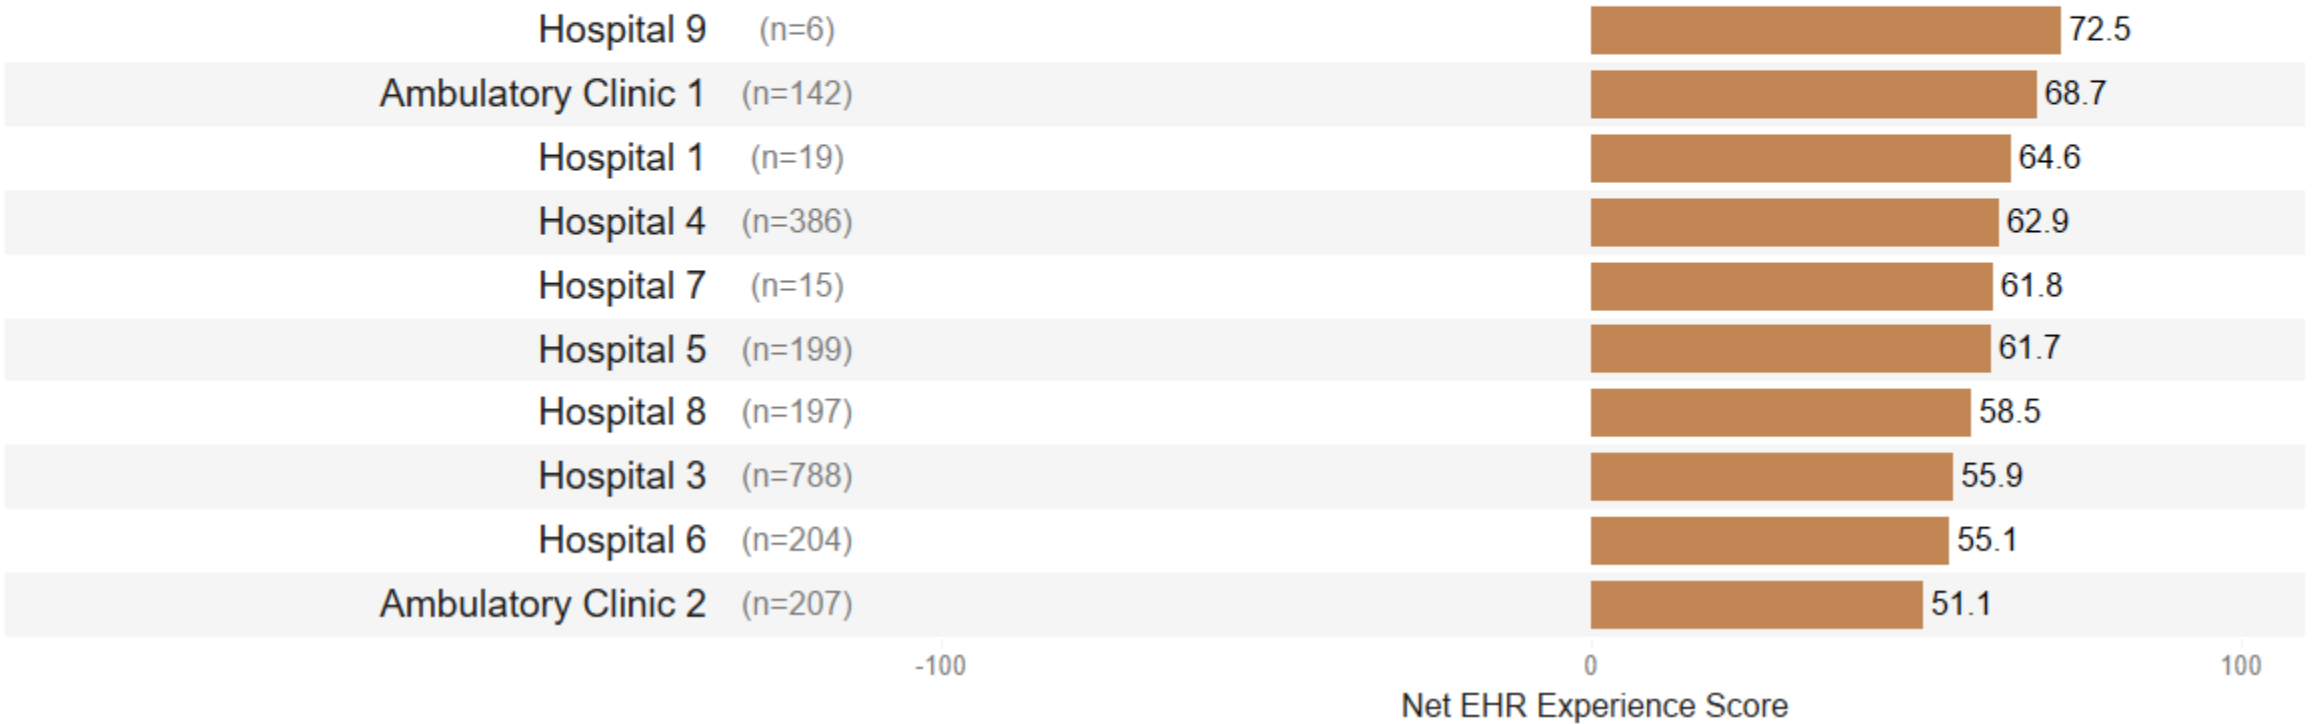 Hospital 9 (n=6) 72.5
Ambulatory Clinic 1 (n=142) 68.7
Hospital 1 (n=19) 64.6
Hospital 4 (n=386) 62.9
Hospital 7 (n=15) 61.8
Hospital 5 (n=199) 61.7
Hospital 8 (n=197) 58.5
Hospital 3 (n=788) 55.9
Hospital 6 (n=204) 55.1
Ambulatory Clinic 2 (n=207) 51.1
-100 0 100
Net EHR Experience Score